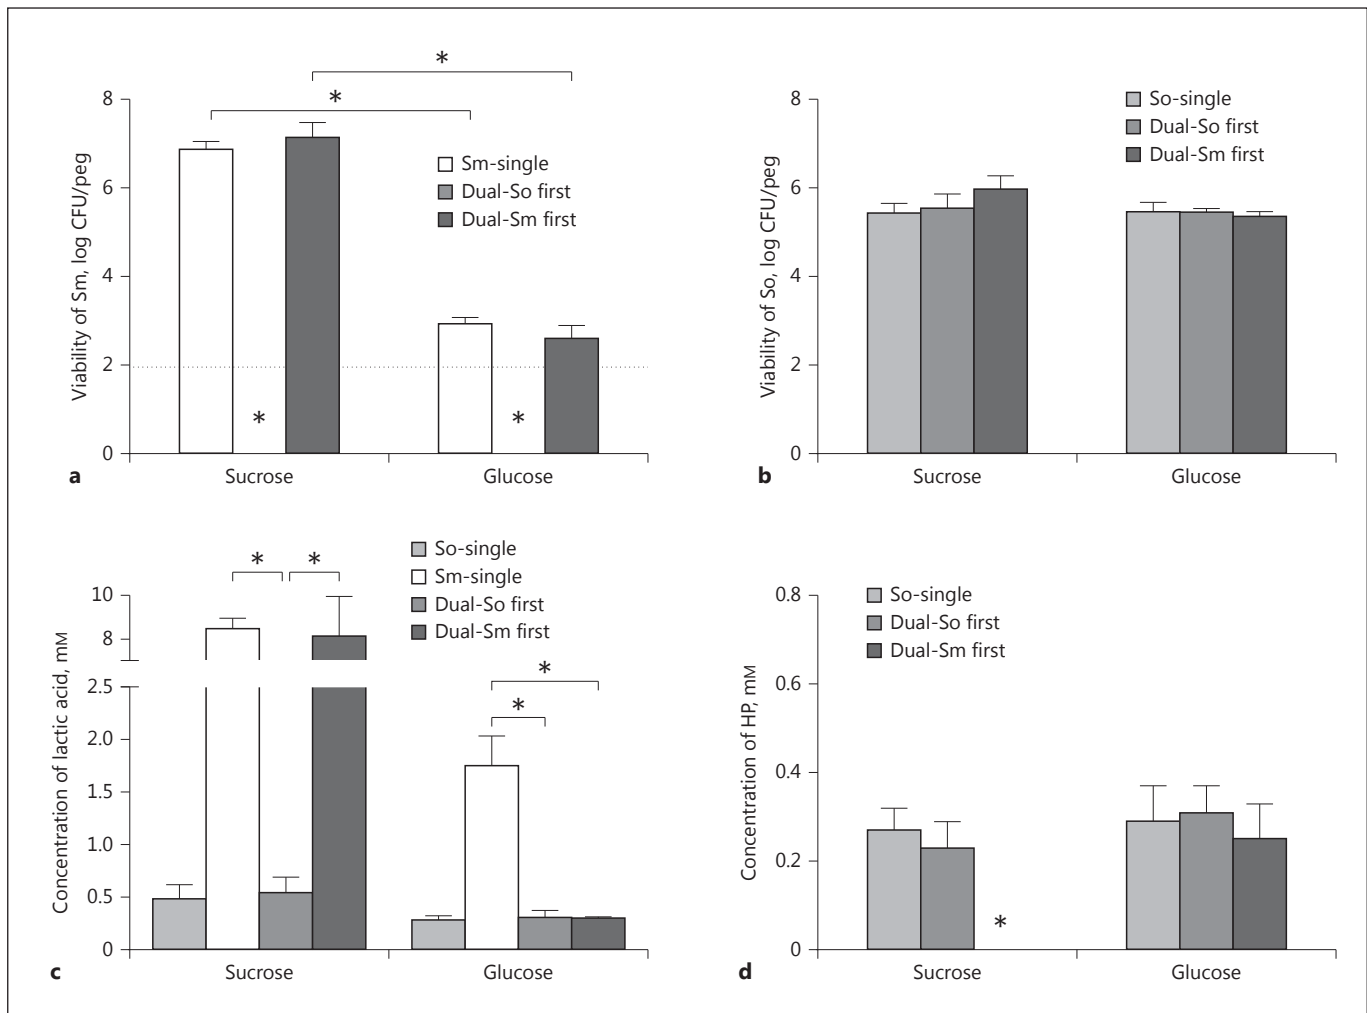 *
*
8
6
4
2
0
Viability of Sm, log CFU/peg
Sm-single
Dual-So first
Dual-Sm first
*
*
Sucrose
Glucose
a
8
6
4
2
0
Viability of So, log CFU/peg
So-single
Dual-So first
Dual-Sm first
Sucrose
Glucose
b
So-single
Sm-single
Dual-So first
Dual-Sm first
*
*
10
8
2.5
2.0
1.5
1.0
0.5
0
Concentration of lactic acid, mM
*
*
Sucrose
Glucose
c
0.8
0.6
0.4
0.2
0
Concentration of HP, mM
So-single
Dual-So first
Dual-Sm first
*
Sucrose
Glucose
d